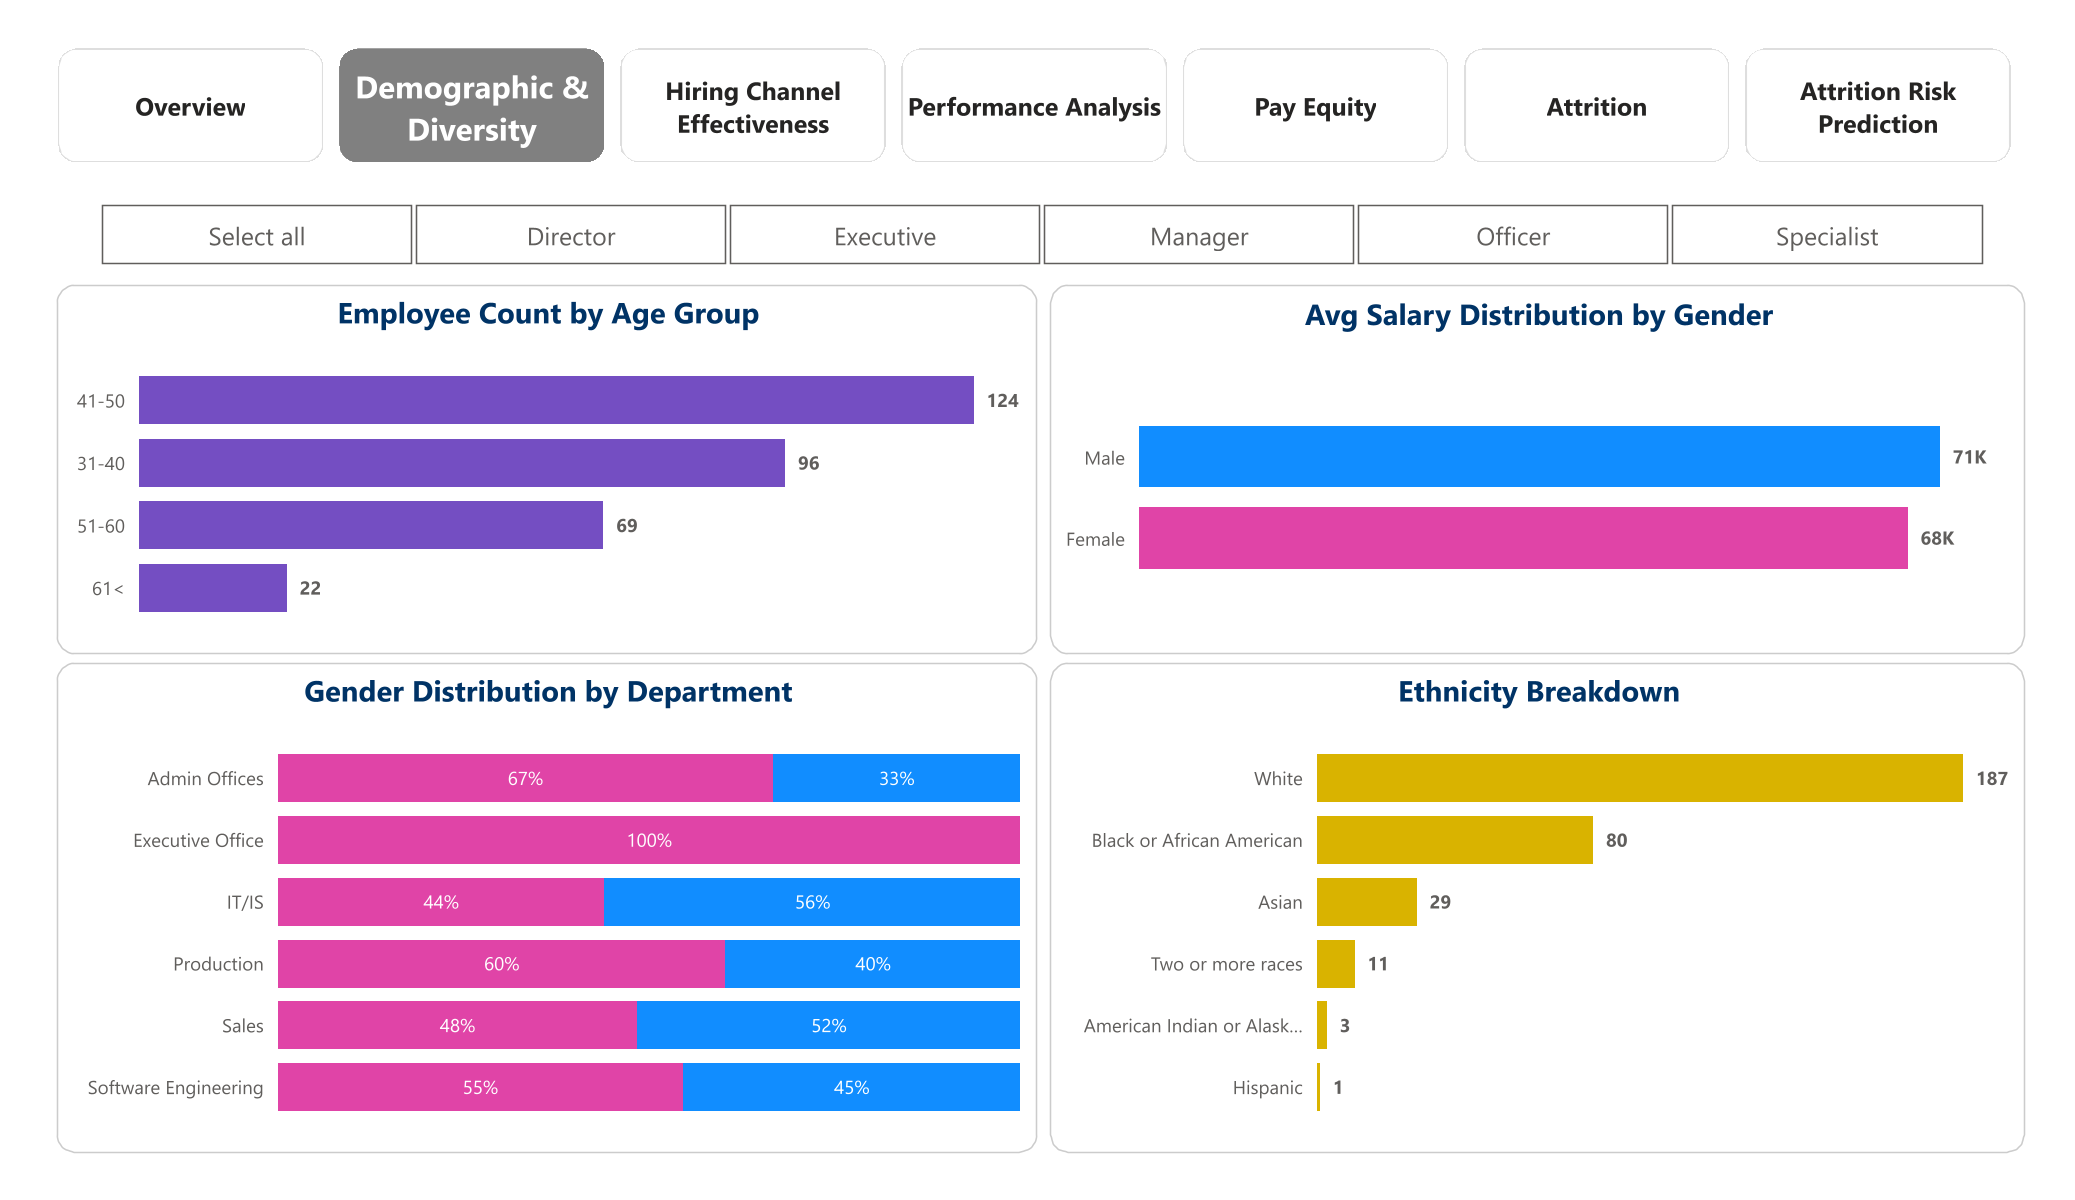 Overview
Demographic &
Diversity
Hiring Channel
Effectiveness
Performance Analysis
Pay Equity
Attrition
Attrition Risk
Prediction
Select all
Director
Executive
Manager
Officer
Specialist
Employee Count by Age Group
41-50
124
31-40
96
51-60
69
61<
22
Avg Salary Distribution by Gender
Male
71K
Female
68K
Gender Distribution by Department
Admin Offices
67%
33%
Executive Office
100%
IT/IS
44%
56%
Production
60%
40%
Sales
48%
52%
Software Engineering
55%
45%
Ethnicity Breakdown
White
187
Black or African American
80
Asian
29
Two or more races
11
American Indian or Alask...
3
Hispanic
1